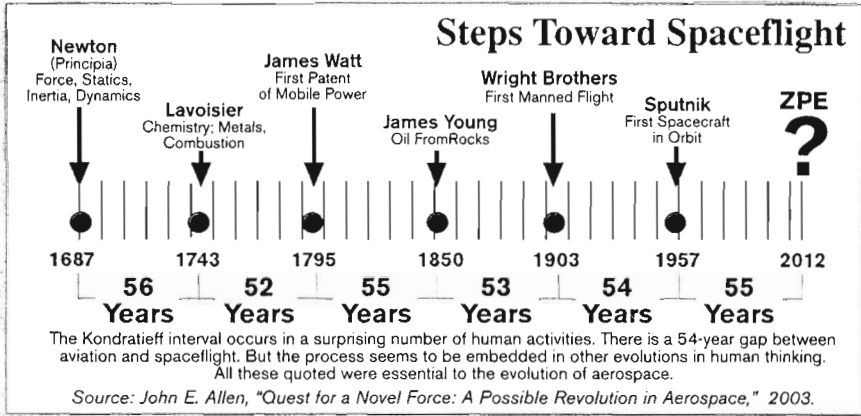 Steps Toward Spaceflight
Newton
(Principia)
Force, Statics,
Inertia, Dynamics
Lavoisier
Chemistry; Metals,
Combustion
James Watt
First Patent
of Mobile Power
James Young
Oil FromRocks
Wright Brothers
First Manned Flight
Sputnik
First Spacecraft
in Orbit
ZPE
?
1687 1743 1795 1850 1903 1957 2012
56 52 55 53 54 55
Years Years Years Years Years Years
The Kondratieff interval occurs in a surprising number of human activities. There is a 54-year gap between
aviation and spaceflight. But the process seems to be embedded in other evolutions in human thinking.
All these quoted were essential to the evolution of aerospace.
Source: John E. Allen, "Quest for a Novel Force: A Possible Revolution in Aerospace," 2003.